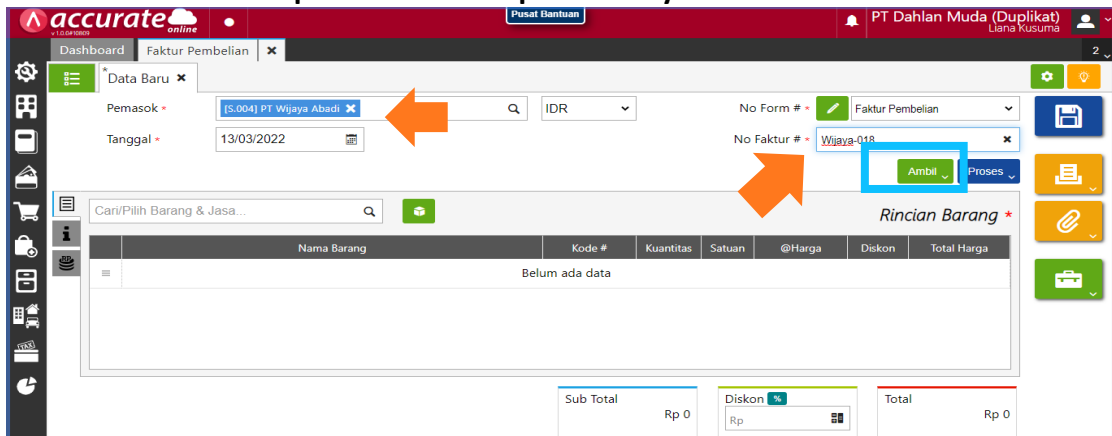 accurate online
v 1.0.6#10809
Pusat Bantuan
PT Dahlan Muda (Duplikat)
Liana Kusuma
Dashboard Faktur Pembelian 2
*Data Baru
Pemasok * [S.004] PT Wijaya Abadi IDR No Form # * Faktur Pembelian
Tanggal * 13/03/2022 No Faktur # * Wijaya-018
Ambil Proses
Cari/Pilih Barang & Jasa... Rincian Barang *
Nama Barang Kode # Kuantitas Satuan @Harga Diskon Total Harga
Belum ada data
Sub Total Diskon % Total
Rp 0 Rp Rp 0
TAX